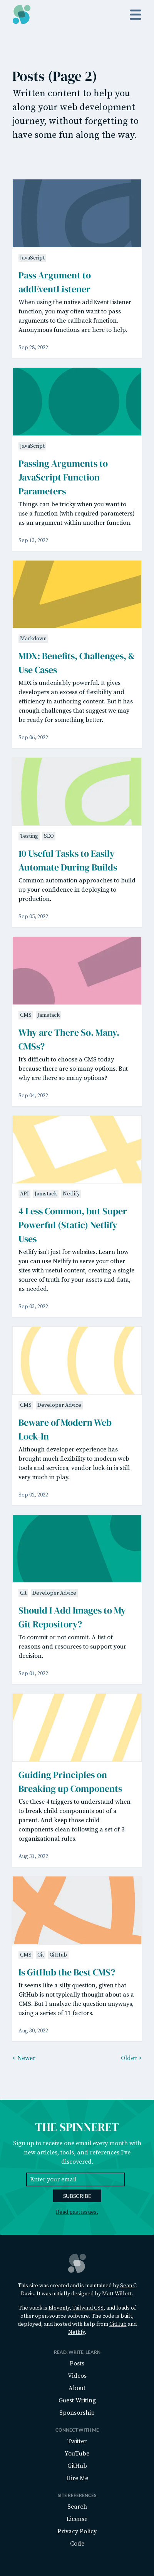 Posts (Page 2)
Written content to help you
along your web development
journey, without forgetting to
have some fun along the way.
JavaScript
Pass Argument to
addEventListener
When using the native addEventListener
function, you may often want to pass
arguments to the callback function.
Anonymous functions are here to help.
Sep 28, 2022
JavaScript
Passing Arguments to
JavaScript Function
Parameters
Things can be tricky when you want to
use a function (with required parameters)
as an argument within another function.
Sep 13, 2022
Markdown
MDX: Benefits, Challenges, &
Use Cases
MDX is undeniably powerful. It gives
developers an avenue of flexibility and
efficiency in authoring content. But it has
enough challenges that suggest we may
be ready for something better.
Sep 06, 2022
Testing SEO
10 Useful Tasks to Easily
Automate During Builds
Common automation approaches to build
up your confidence in deploying to
production.
Sep 05, 2022
CMS Jamstack
Why are There So. Many.
CMSs?
It's difficult to choose a CMS today
because there are so many options. But
why are there so many options?
Sep 04, 2022
API Jamstack Netlify
4 Less Common, but Super
Powerful (Static) Netlify
Uses
Netlify isn't just for websites. Learn how
you can use Netlify to serve your other
sites with useful content, creating a single
source of truth for your assets and data,
as needed.
Sep 03, 2022
CMS Developer Advice
Beware of Modern Web
Lock-In
Although developer experience has
brought much flexibility to modern web
tools and services, vendor lock-in is still
very much in play.
Sep 02, 2022
Git Developer Advice
Should I Add Images to My
Git Repository?
To commit or not commit. A list of
reasons and resources to support your
decision.
Sep 01, 2022
Guiding Principles on
Breaking up Components
Use these 4 triggers to understand when
to break child components out of a
parent. And keep those child
components clean following a set of 3
organizational rules.
Aug 31, 2022
CMS Git GitHub
Is GitHub the Best CMS?
It seems like a silly question, given that
GitHub is not typically thought about as a
CMS. But I analyze the question anyways,
using a series of 11 factors.
Aug 30, 2022
< Newer Older >
THE SPINNERET
Sign up to receive one email every month with
new articles, tools, and references I've
discovered.
Enter your email
SUBSCRIBE
Read past issues.
This site was created and is maintained by Sean C
Davis. It was initially designed by Matt Willett.
The stack is Eleventy, Tailwind CSS, and loads of
other open source software. The code is built,
deployed, and hosted with help from GitHub and
Netlify.
READ, WRITE, LEARN
Posts
Videos
About
Guest Writing
Sponsorship
CONNECT WITH ME
Twitter
YouTube
GitHub
Hire Me
SITE REFERENCES
Search
License
Privacy Policy
Code